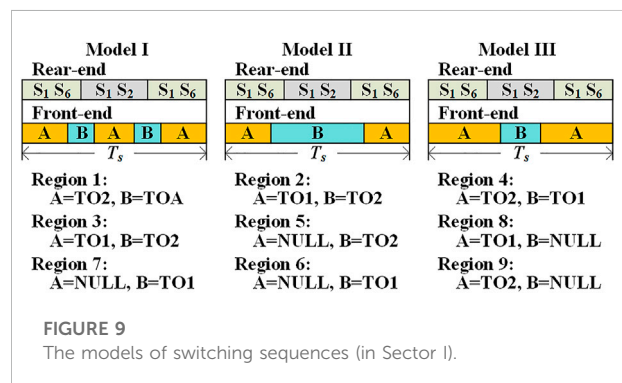 Model I Model II Model III
Rear-end Rear-end Rear-end
S1 S6 S1 S2 S1 S6 S1 S6 S1 S2 S1 S6 S1 S6 S1 S2 S1 S6
Front-end Front-end Front-end
A B A B A A B A A B A
Ts Ts Ts
Region 1: Region 2: Region 4:
A=TO2, B=TOA A=TO1, B=TO2 A=TO2, B=TO1
Region 3: Region 5: Region 8:
A=TO1, B=TO2 A=NULL, B=TO2 A=TO1, B=NULL
Region 7: Region 6: Region 9:
A=NULL, B=TO1 A=NULL, B=TO1 A=TO2, B=NULL
FIGURE 9
The models of switching sequences (in Sector I).